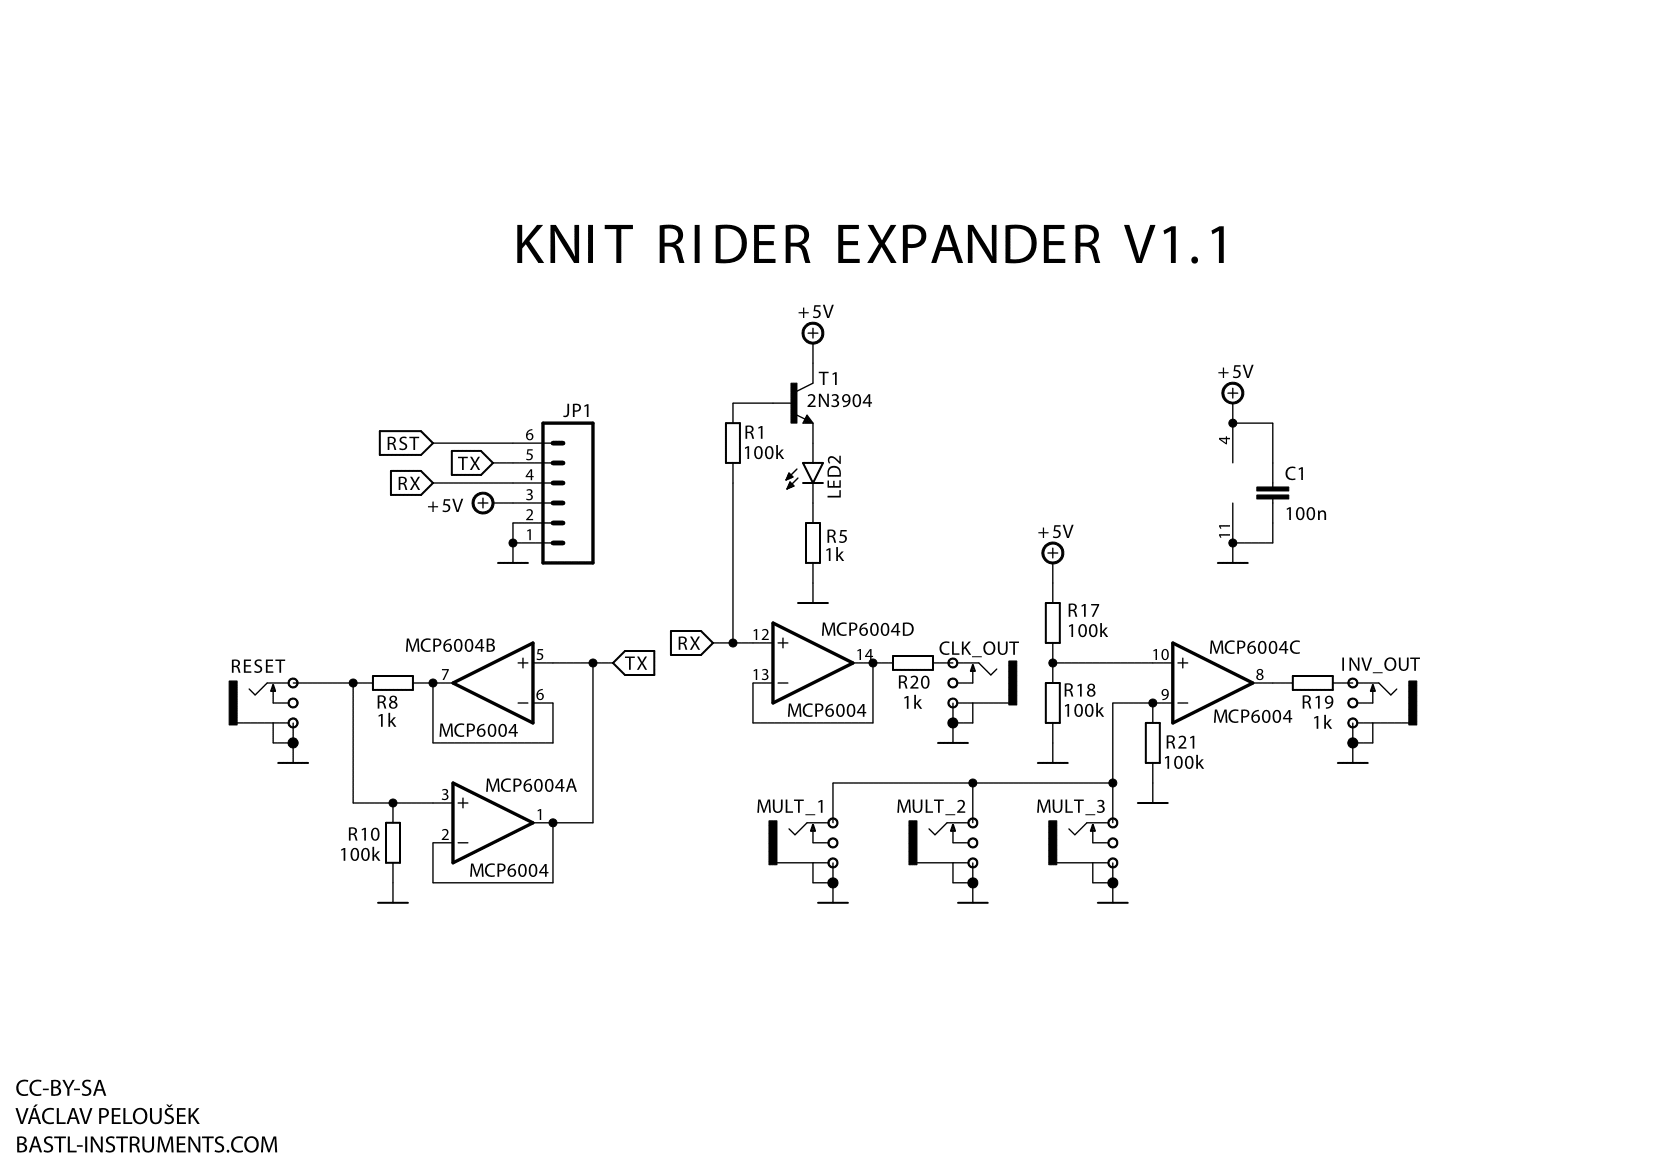 KNIT RIDER EXPANDER V1.1
+5V
T1
2N3904
R1
100k
LED2
R5
1k
+5V
4
C1
100n
11
JP1
RST
6
TX
5
RX
4
+5V
3
2
1
RESET
MCP6004B
5
+
7
6
−
MCP6004
R8
1k
TX
MCP6004A
3
+
1
2
−
MCP6004
R10
100k
RX
12
+
MCP6004D
14
13
−
MCP6004
R20
1k
CLK_OUT
+5V
R17
100k
R18
100k
10
+
MCP6004C
8
9
−
MCP6004
R21
100k
R19
1k
INV_OUT
MULT_1
MULT_2
MULT_3
CC-BY-SA
VÁCLAV PELOUŠEK
BASTL-INSTRUMENTS.COM